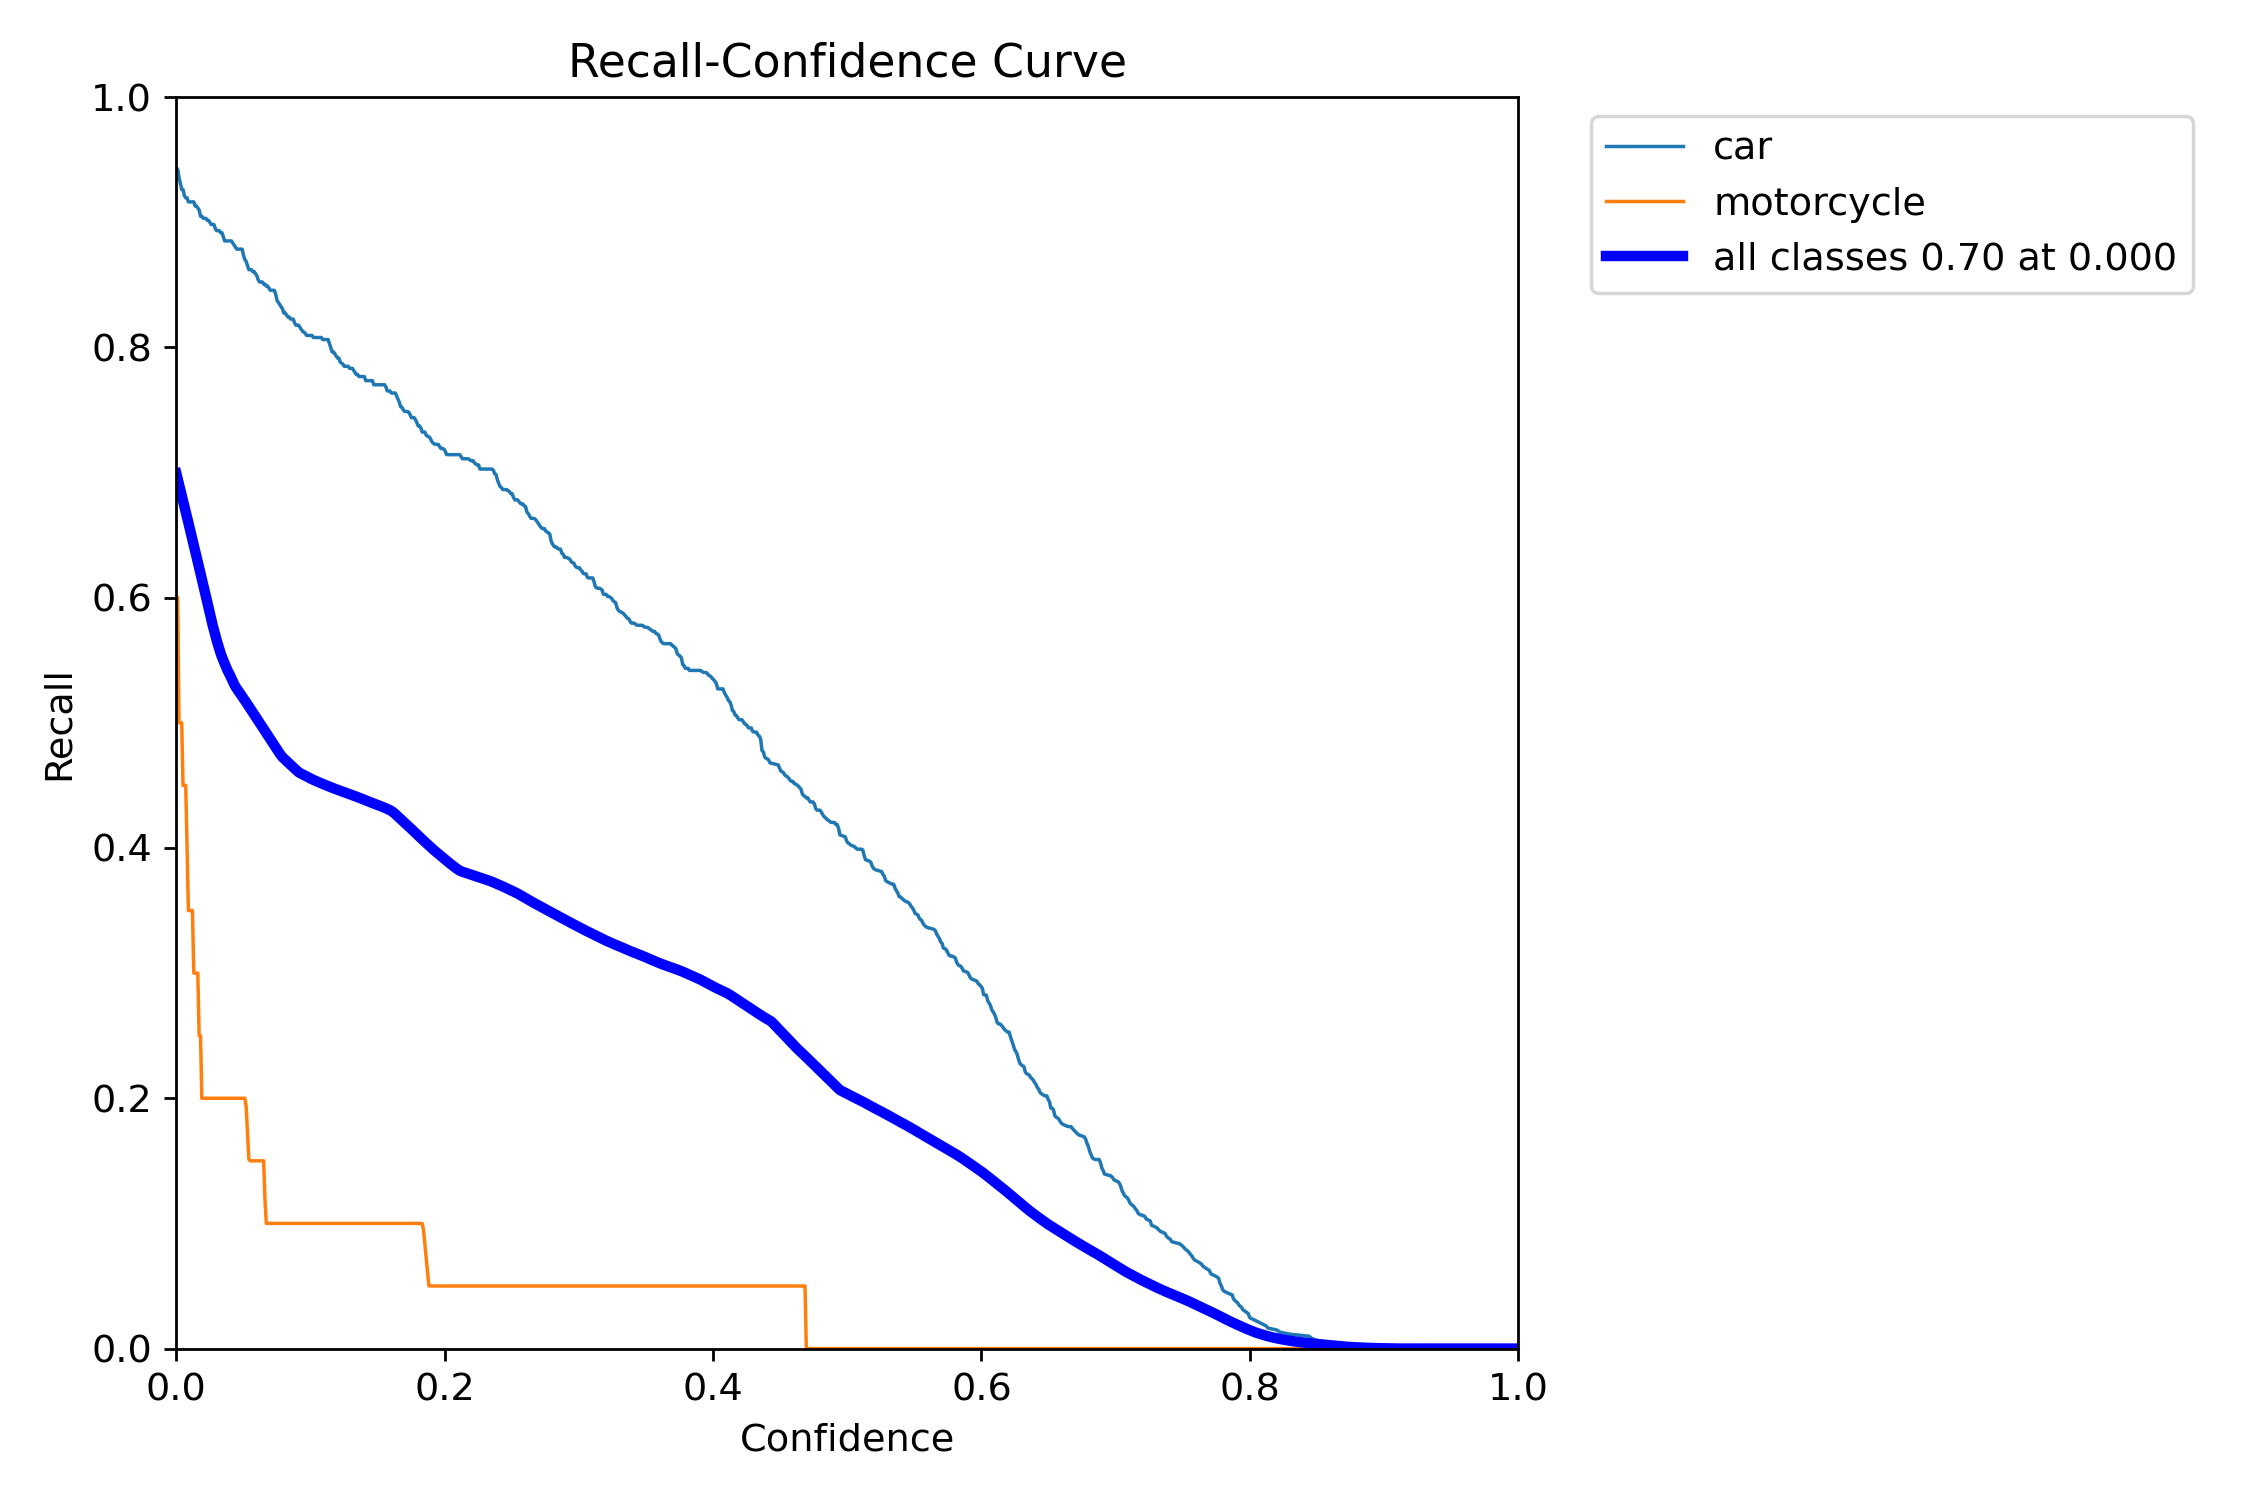 Recall-Confidence Curve
1.0
0.8
0.6
0.4
0.2
0.0
Recall
0.0 0.2 0.4 0.6 0.8 1.0
Confidence
car
motorcycle
all classes 0.70 at 0.000